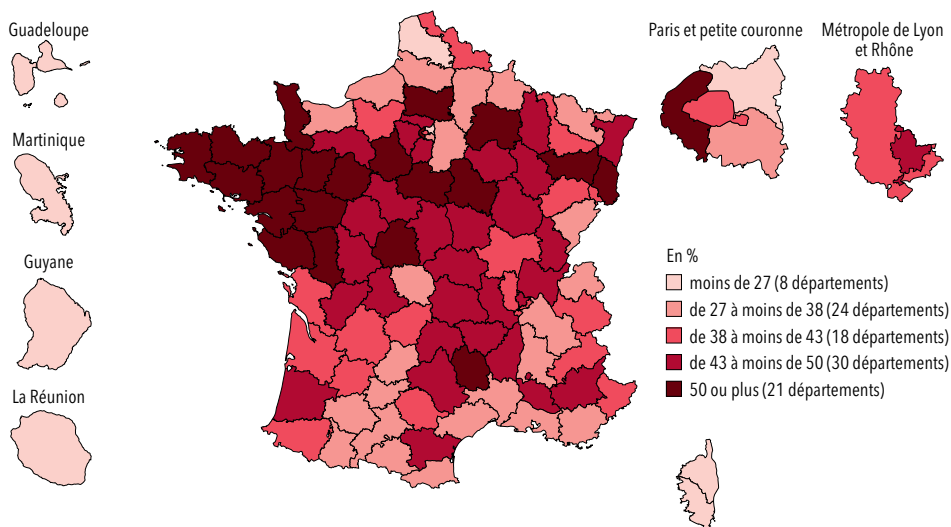 Guadeloupe
Martinique
Guyane
La Réunion
Paris et petite couronne
Métropole de Lyon
et Rhône
En %
moins de 27 (8 départements)
de 27 à moins de 38 (24 départements)
de 38 à moins de 43 (18 départements)
de 43 à moins de 50 (30 départements)
50 ou plus (21 départements)